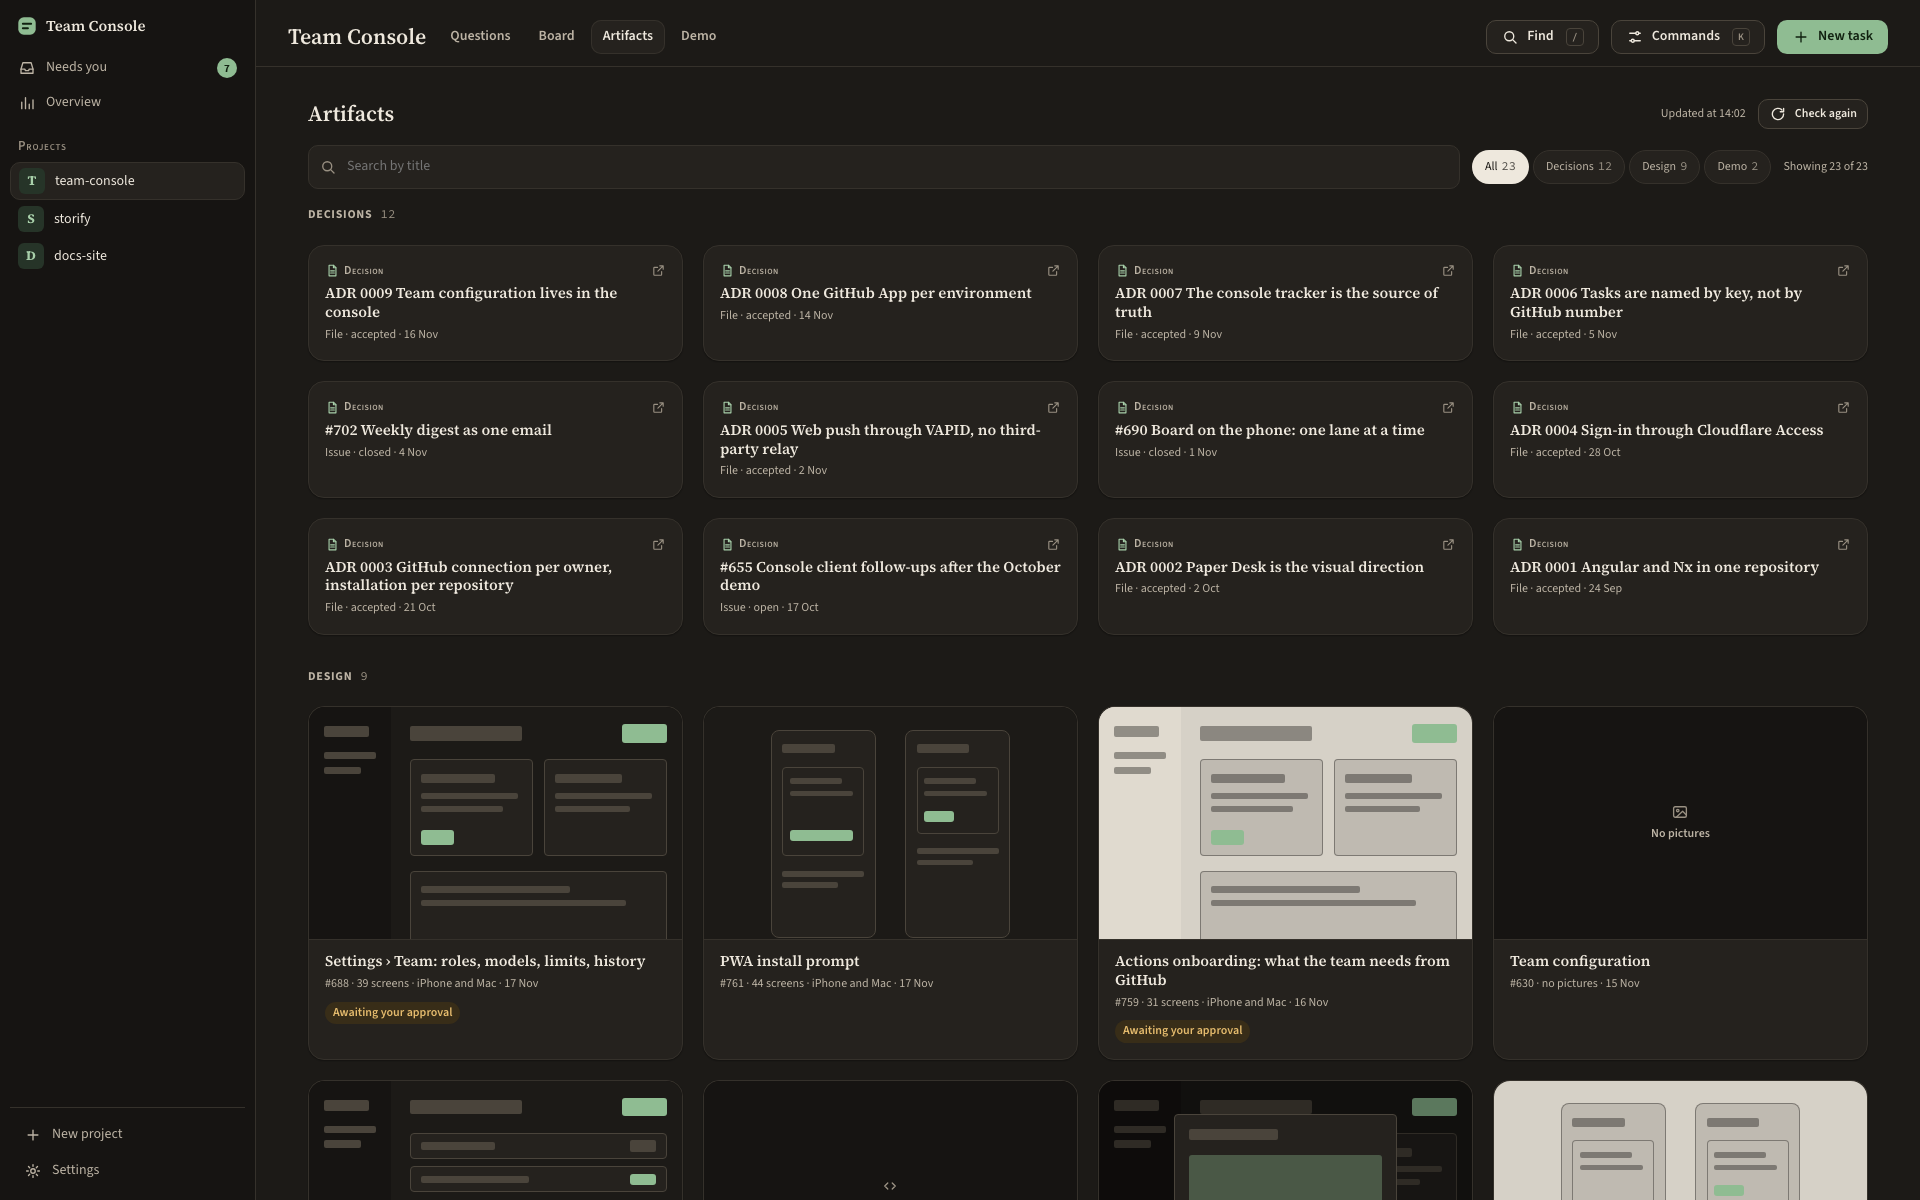 Team Console
Needs you 7
Overview
Projects
T team-console
S storify
D docs-site
New project
Settings
Team Console Questions Board Artifacts Demo Find / Commands K New task
Artifacts
Updated at 14:02 Check again
Search by title
All 23 Decisions 12 Design 9 Demo 2 Showing 23 of 23
DECISIONS 12
Decision
ADR 0009 Team configuration lives in the
console
File · accepted · 16 Nov
Decision
ADR 0008 One GitHub App per environment
File · accepted · 14 Nov
Decision
ADR 0007 The console tracker is the source of
truth
File · accepted · 9 Nov
Decision
ADR 0006 Tasks are named by key, not by
GitHub number
File · accepted · 5 Nov
Decision
#702 Weekly digest as one email
Issue · closed · 4 Nov
Decision
ADR 0005 Web push through VAPID, no third-
party relay
File · accepted · 2 Nov
Decision
#690 Board on the phone: one lane at a time
Issue · closed · 1 Nov
Decision
ADR 0004 Sign-in through Cloudflare Access
File · accepted · 28 Oct
Decision
ADR 0003 GitHub connection per owner,
installation per repository
File · accepted · 21 Oct
Decision
#655 Console client follow-ups after the October
demo
Issue · open · 17 Oct
Decision
ADR 0002 Paper Desk is the visual direction
File · accepted · 2 Oct
Decision
ADR 0001 Angular and Nx in one repository
File · accepted · 24 Sep
DESIGN 9
Settings › Team: roles, models, limits, history
#688 · 39 screens · iPhone and Mac · 17 Nov
Awaiting your approval
PWA install prompt
#761 · 44 screens · iPhone and Mac · 17 Nov
Actions onboarding: what the team needs from
GitHub
#759 · 31 screens · iPhone and Mac · 16 Nov
Awaiting your approval
No pictures
Team configuration
#630 · no pictures · 15 Nov